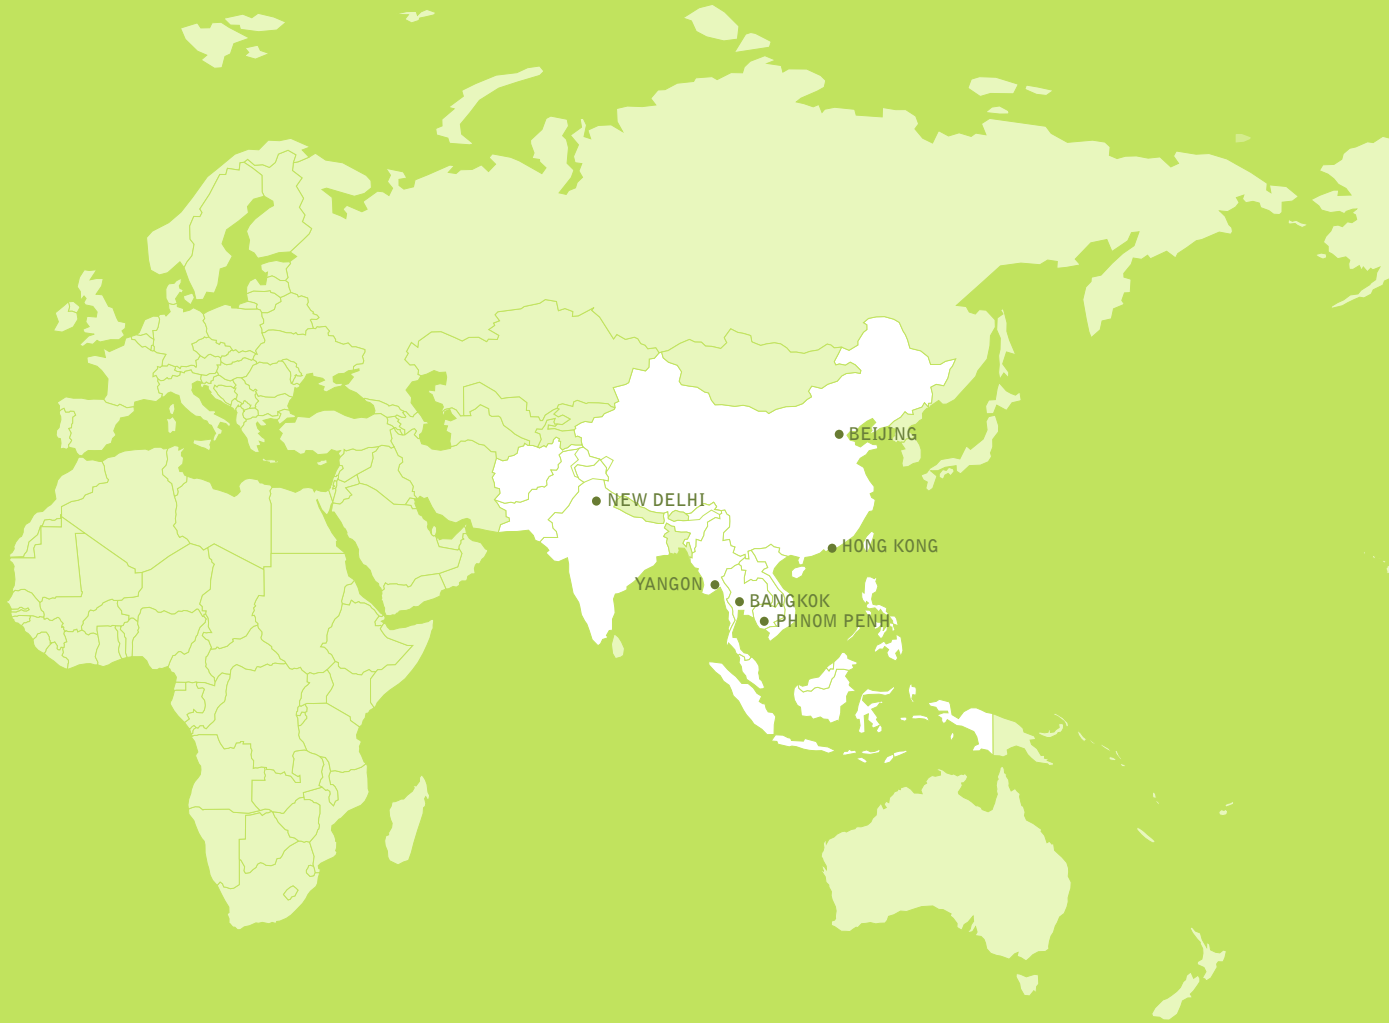 BEIJING
NEW DELHI
HONG KONG
YANGON
BANGKOK
PHNOM PENH